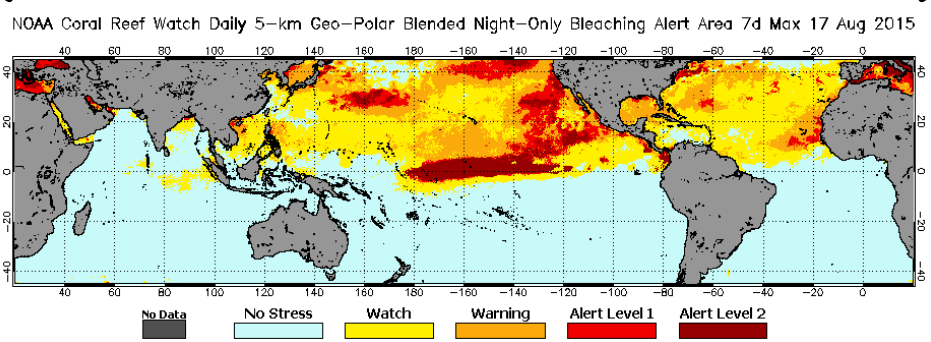 NOAA Coral Reef Watch Daily 5-km Geo-Polar Blended Night-Only Bleaching Alert Area 7d Max 17 Aug 2015
40 60 80 100 120 140 160 180 -160 -140 -120 -100 -80 -60 -40 -20 0 20
40 40
20 20
0 0
-20 -20
-40 -40
40 60 80 100 120 140 160 180 -160 -140 -120 -100 -80 -60 -40 -20 0 20
No Data No Stress Watch Warning Alert Level 1 Alert Level 2